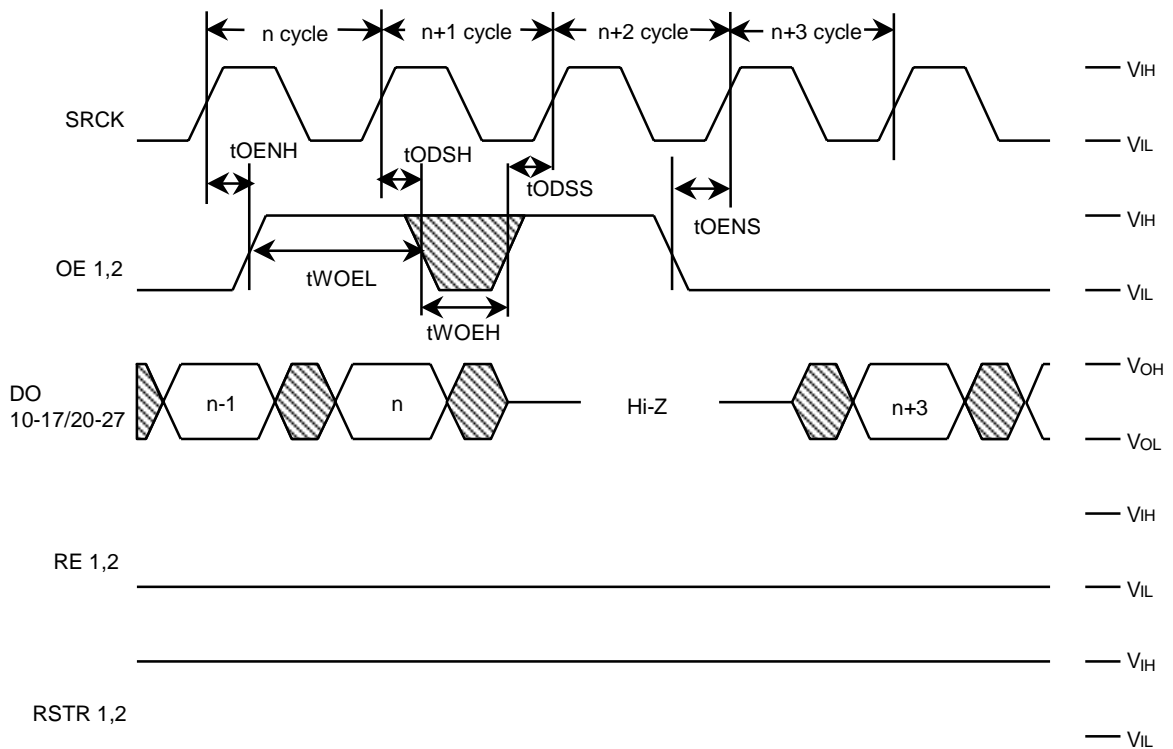 n cycle
n+1 cycle
n+2 cycle
n+3 cycle
VIH
SRCK
VIL
tOENH
tODSH
tODSS
tOENS
VIH
OE 1,2
tWOEL
VIL
tWOEH
VOH
DO
10-17/20-27
n-1
n
Hi-Z
n+3
VOL
VIH
RE 1,2
VIL
VIH
RSTR 1,2
VIL